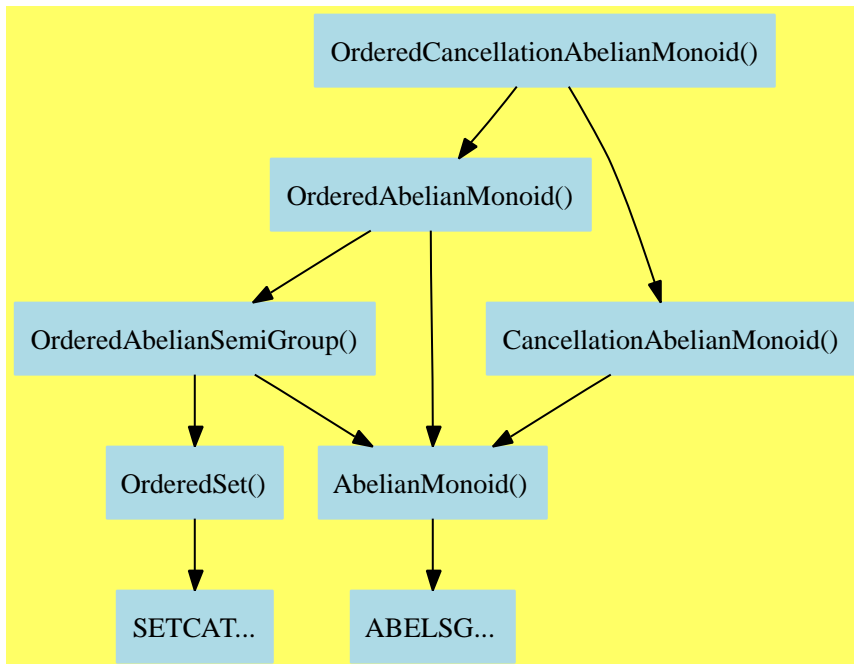 OrderedCancellationAbelianMonoid()
OrderedAbelianMonoid()
OrderedAbelianSemiGroup()
CancellationAbelianMonoid()
OrderedSet()
AbelianMonoid()
SETCAT...
ABELSG...